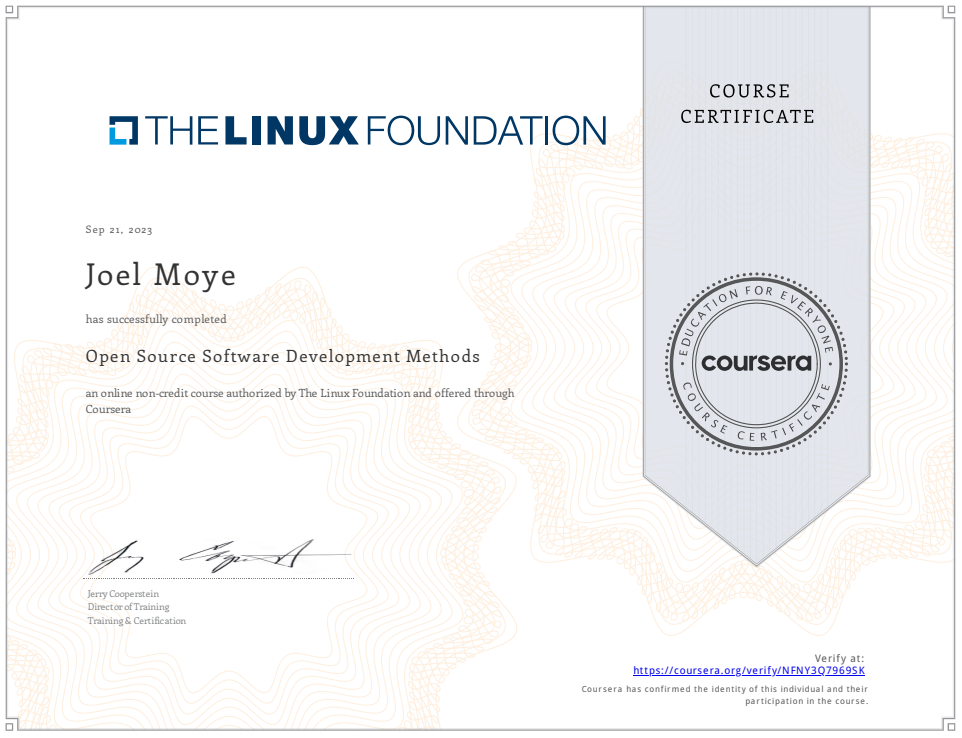 COURSE
CERTIFICATE
THE LINUX FOUNDATION
Sep 21, 2023
Joel Moye
has successfully completed
Open Source Software Development Methods
an online non-credit course authorized by The Linux Foundation and offered through
Coursera
EDUCATION FOR EVERYONE
coursera
COURSE CERTIFICATE
Jerry Cooperstein
Director of Training
Training & Certification
Verify at:
https://coursera.org/verify/NFNY3Q7969SK
Coursera has confirmed the identity of this individual and their
participation in the course.